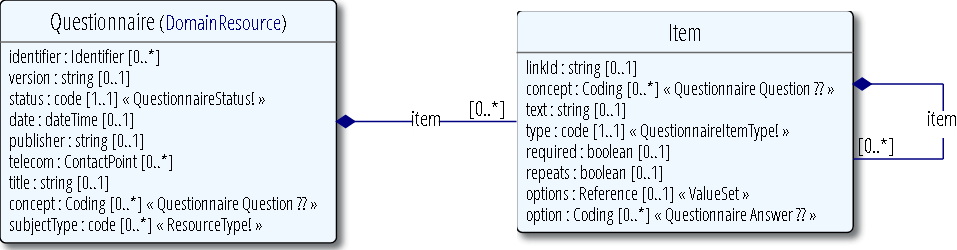 Questionnaire (DomainResource)
identifier : Identifier [0..*]
version : string [0..1]
status : code [1..1] « QuestionnaireStatus! »
date : dateTime [0..1]
publisher : string [0..1]
telecom : ContactPoint [0..*]
title : string [0..1]
concept : Coding [0..*] « Questionnaire Question ?? »
subjectType : code [0..*] « ResourceType! »
item
[0..*]
Item
linkId : string [0..1]
concept : Coding [0..*] « Questionnaire Question ?? »
text : string [0..1]
type : code [1..1] « QuestionnaireItemType! »
required : boolean [0..1]
repeats : boolean [0..1]
options : Reference [0..1] « ValueSet »
option : Coding [0..*] « Questionnaire Answer ?? »
item
[0..*]